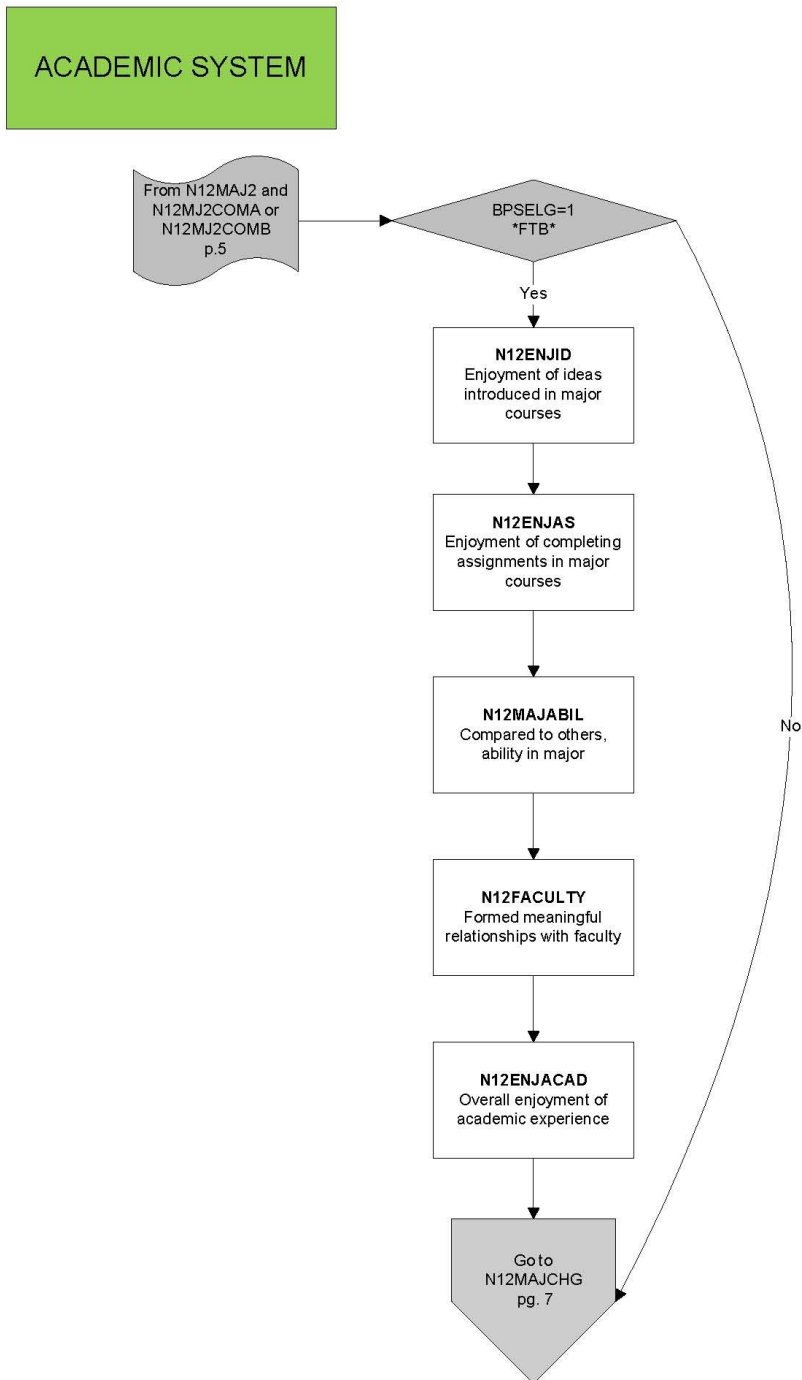 ACADEMIC SYSTEM
From N12MAJ2 and
N12MJ2COMA or
N12MJ2COMB
p.5
BPSELG=1
*FTB*
Yes
N12ENJID
Enjoyment of ideas
introduced in major
courses
N12ENJAS
Enjoyment of completing
assignments in major
courses
N12MAJABIL
Compared to others,
ability in major
No
N12FACULTY
Formed meaningful
relationships with faculty
N12ENJACAD
Overall enjoyment of
academic experience
Go to
N12MAJCHG
pg. 7